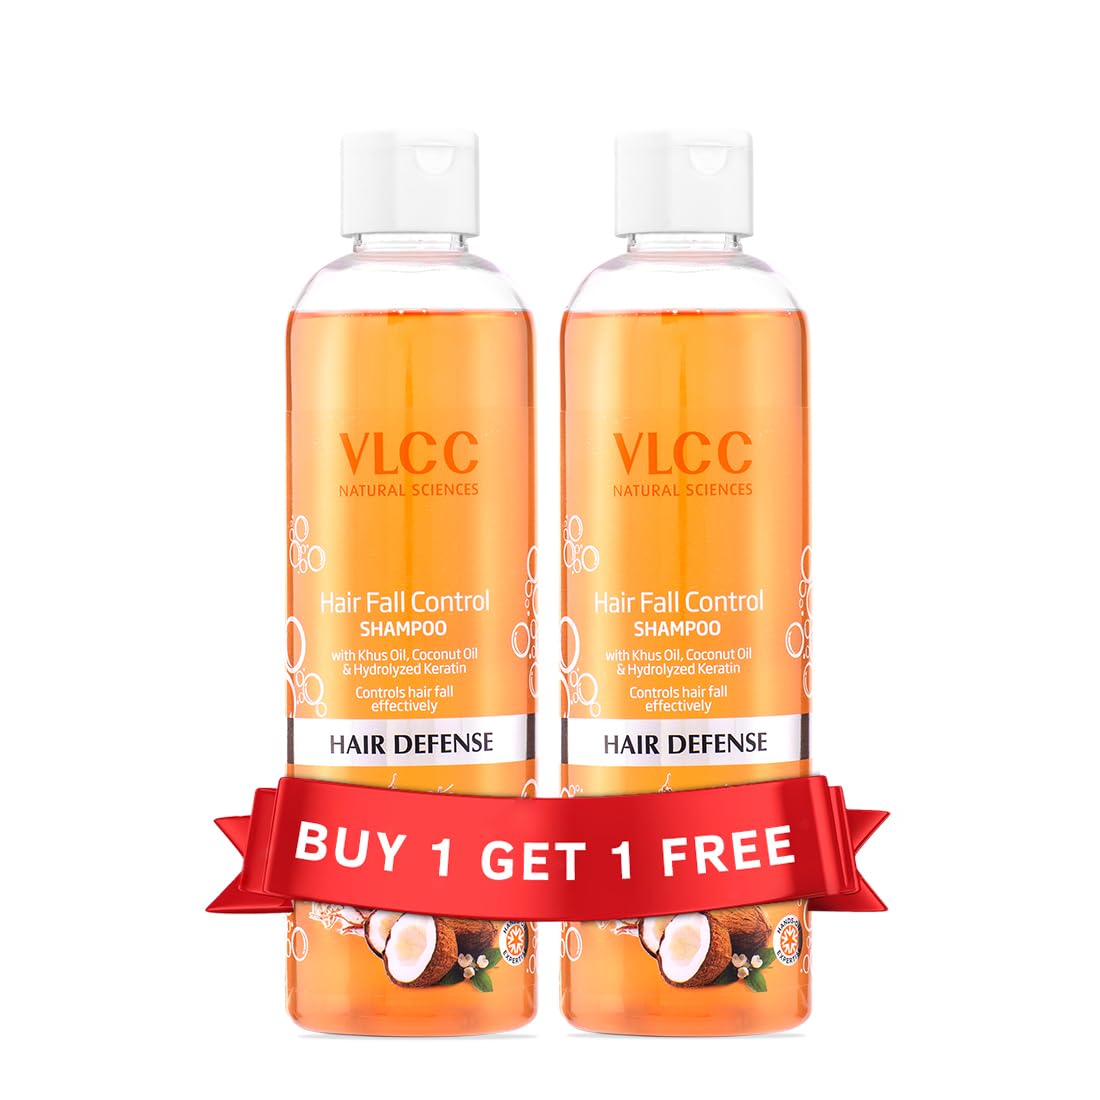 VLCC
NATURAL SCIENCES
Hair Fall Control
SHAMPOO
with Khus Oil, Coconut Oil
& Hydrolyzed Keratin
Controls hair fall
effectively
HAIR DEFENSE
VLCC
NATURAL SCIENCES
Hair Fall Control
SHAMPOO
with Khus Oil, Coconut Oil
& Hydrolyzed Keratin
Controls hair fall
effectively
HAIR DEFENSE
BUY 1 GET 1 FREE